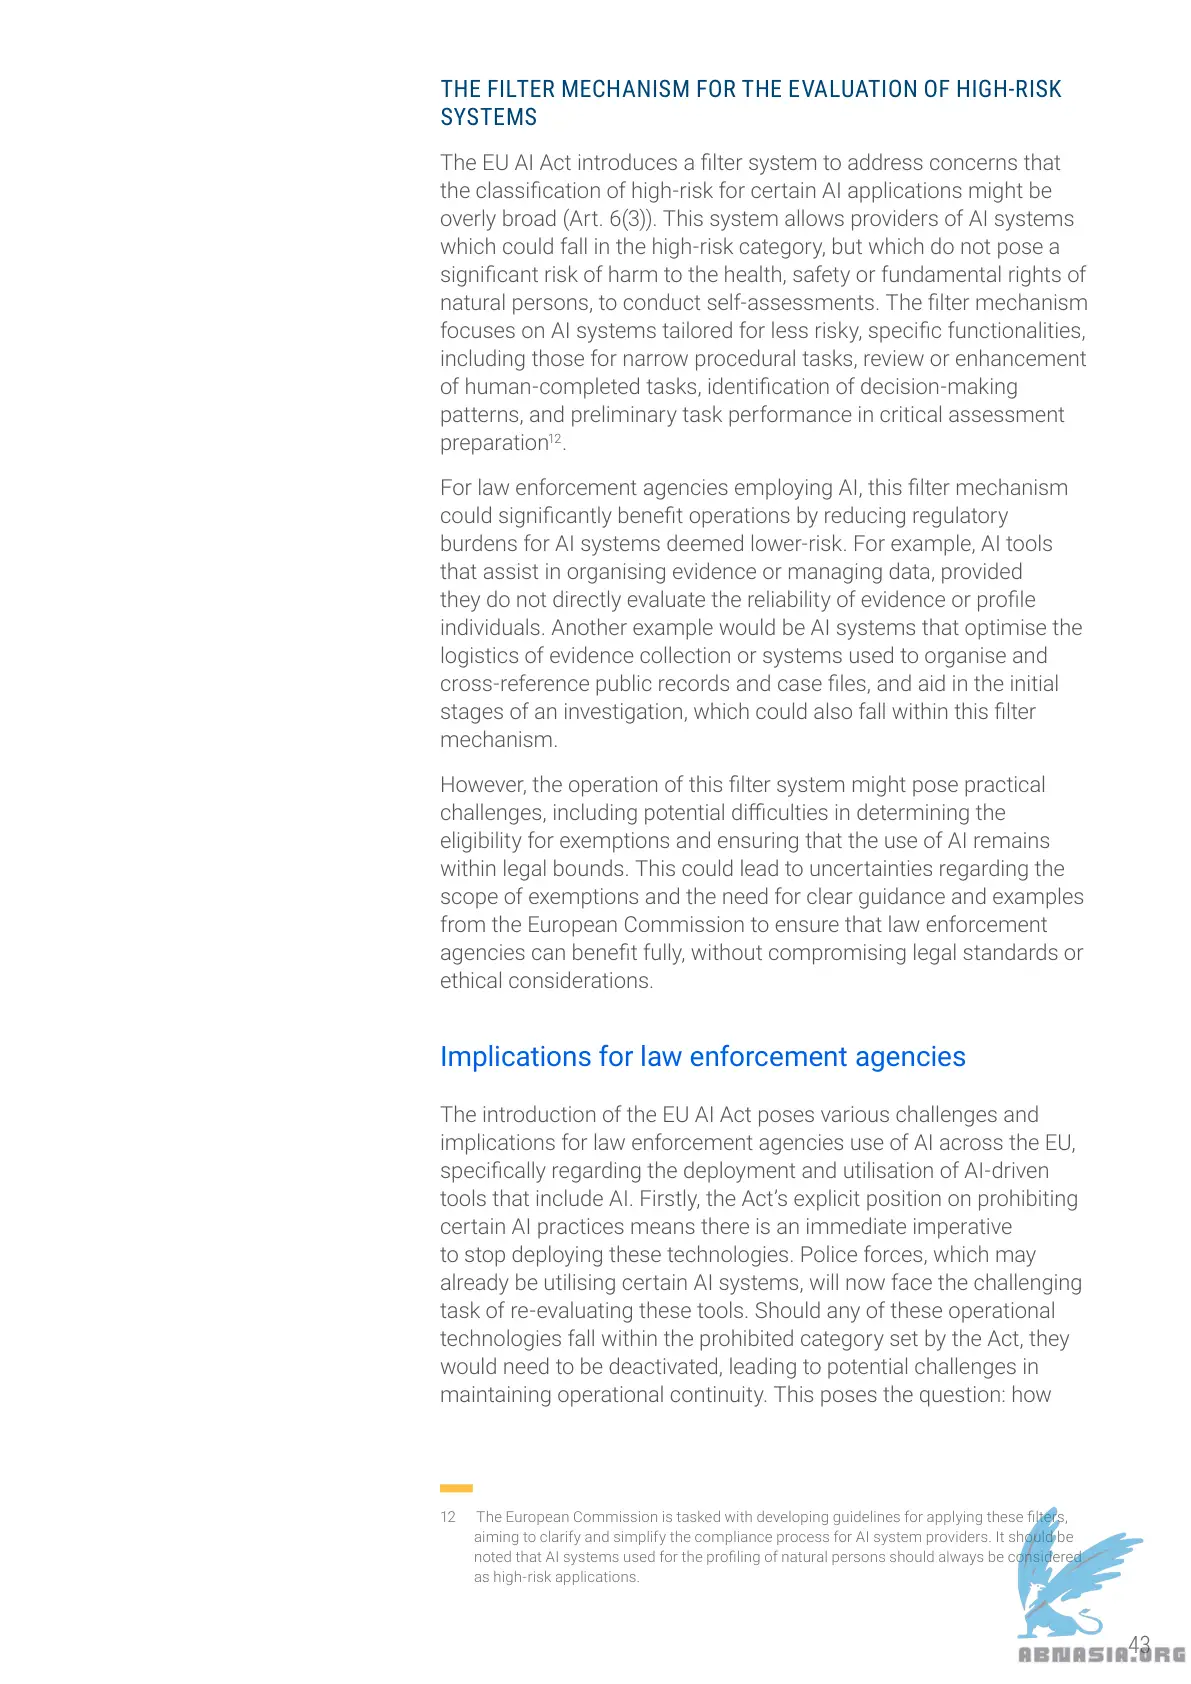 THE FILTER MECHANISM FOR THE EVALUATION OF HIGH-RISK
SYSTEMS
The EU AI Act introduces a filter system to address concerns that
the classification of high-risk for certain AI applications might be
overly broad (Art. 6(3)). This system allows providers of AI systems
which could fall in the high-risk category, but which do not pose a
significant risk of harm to the health, safety or fundamental rights of
natural persons, to conduct self-assessments. The filter mechanism
focuses on AI systems tailored for less risky, specific functionalities,
including those for narrow procedural tasks, review or enhancement
of human-completed tasks, identification of decision-making
patterns, and preliminary task performance in critical assessment
preparation12.
For law enforcement agencies employing AI, this filter mechanism
could significantly benefit operations by reducing regulatory
burdens for AI systems deemed lower-risk. For example, AI tools
that assist in organising evidence or managing data, provided
they do not directly evaluate the reliability of evidence or profile
individuals. Another example would be AI systems that optimise the
logistics of evidence collection or systems used to organise and
cross-reference public records and case files, and aid in the initial
stages of an investigation, which could also fall within this filter
mechanism.
However, the operation of this filter system might pose practical
challenges, including potential difficulties in determining the
eligibility for exemptions and ensuring that the use of AI remains
within legal bounds. This could lead to uncertainties regarding the
scope of exemptions and the need for clear guidance and examples
from the European Commission to ensure that law enforcement
agencies can benefit fully, without compromising legal standards or
ethical considerations.
Implications for law enforcement agencies
The introduction of the EU AI Act poses various challenges and
implications for law enforcement agencies use of AI across the EU,
specifically regarding the deployment and utilisation of AI-driven
tools that include AI. Firstly, the Act’s explicit position on prohibiting
certain AI practices means there is an immediate imperative
to stop deploying these technologies. Police forces, which may
already be utilising certain AI systems, will now face the challenging
task of re-evaluating these tools. Should any of these operational
technologies fall within the prohibited category set by the Act, they
would need to be deactivated, leading to potential challenges in
maintaining operational continuity. This poses the question: how
12 The European Commission is tasked with developing guidelines for applying these filters,
aiming to clarify and simplify the compliance process for AI system providers. It should be
noted that AI systems used for the profiling of natural persons should always be considered
as high-risk applications.
43
ABNASIA.ORG